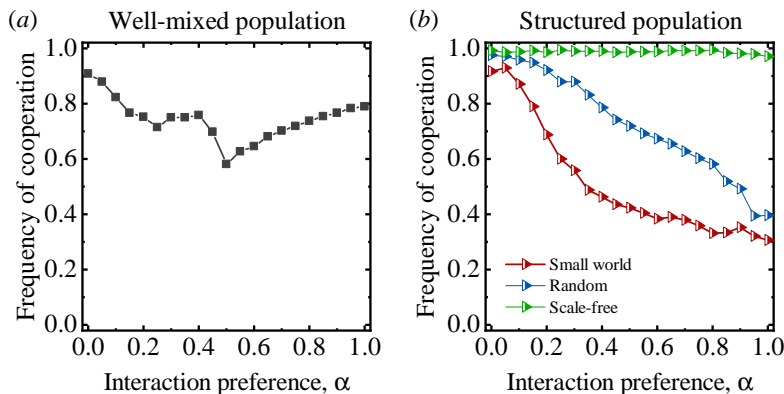 (a) Well-mixed population
Frequency of cooperation
1.0
0.8
0.6
0.4
0.2
0.0
0.0 0.2 0.4 0.6 0.8 1.0
Interaction preference, α
(b) Structured population
Frequency of cooperation
1.0
0.8
0.6
0.4
0.2
0.0
Small world
Random
Scale-free
0.0 0.2 0.4 0.6 0.8 1.0
Interaction preference, α